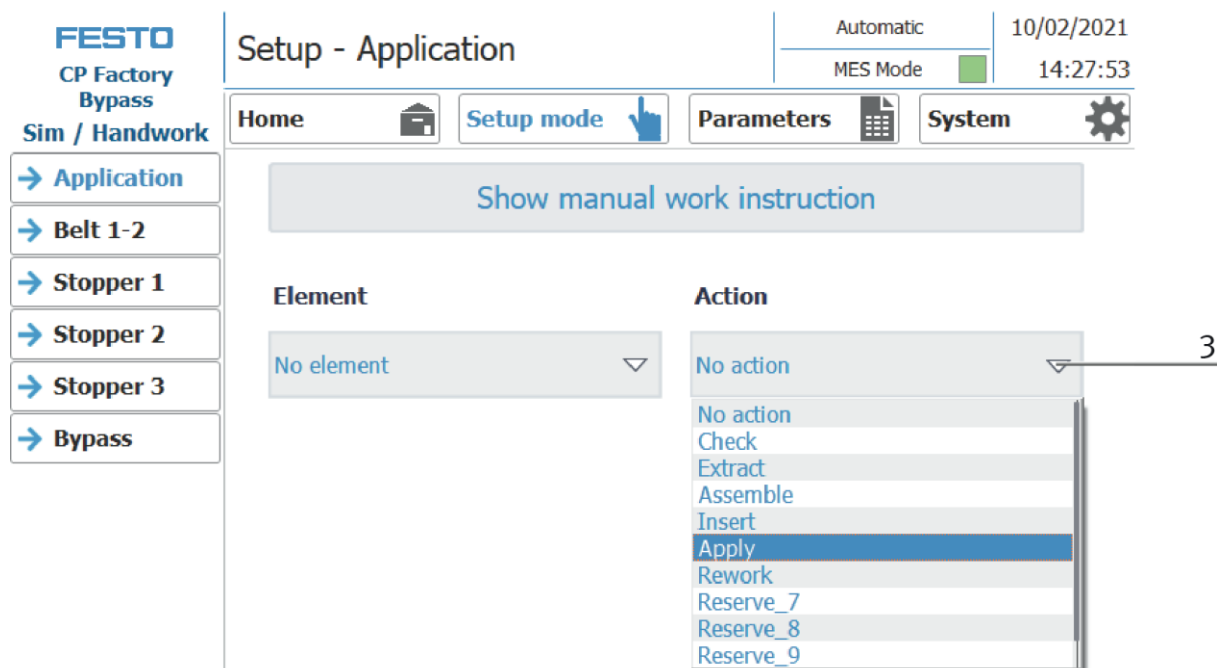 FESTO
CP Factory
Bypass
Sim / Handwork
Setup - Application
Automatic
MES Mode
10/02/2021
14:27:53
Home
Setup mode
Parameters
System
Application
Belt 1-2
Stopper 1
Stopper 2
Stopper 3
Bypass
Show manual work instruction
Element
No element
Action
No action
3
No action
Check
Extract
Assemble
Insert
Apply
Rework
Reserve_7
Reserve_8
Reserve_9